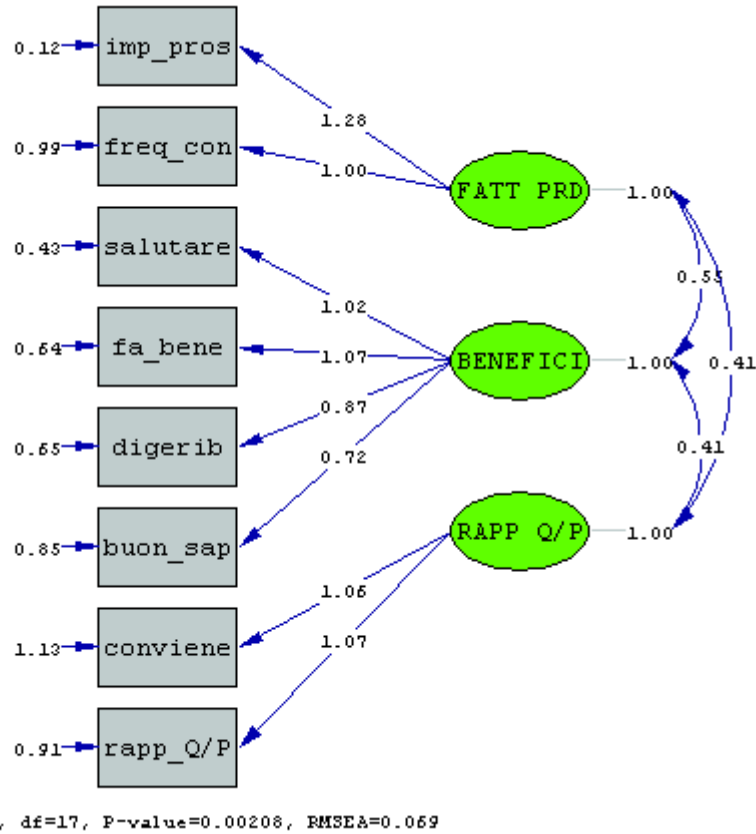 0.12 imp_pros
1.28
0.99 freq_con
1.00
FATT PRD 1.00
0.43 salutare
0.55
1.02
0.64 fa_bene
1.07
BENEFICI 1.00 0.41
0.87
0.65 digerib
0.72
0.41
0.85 buon_sap
RAPP Q/P 1.00
1.06
1.13 conviene
1.07
0.91 rapp_Q/P
, df=17, P-value=0.00208, RMSEA=0.069